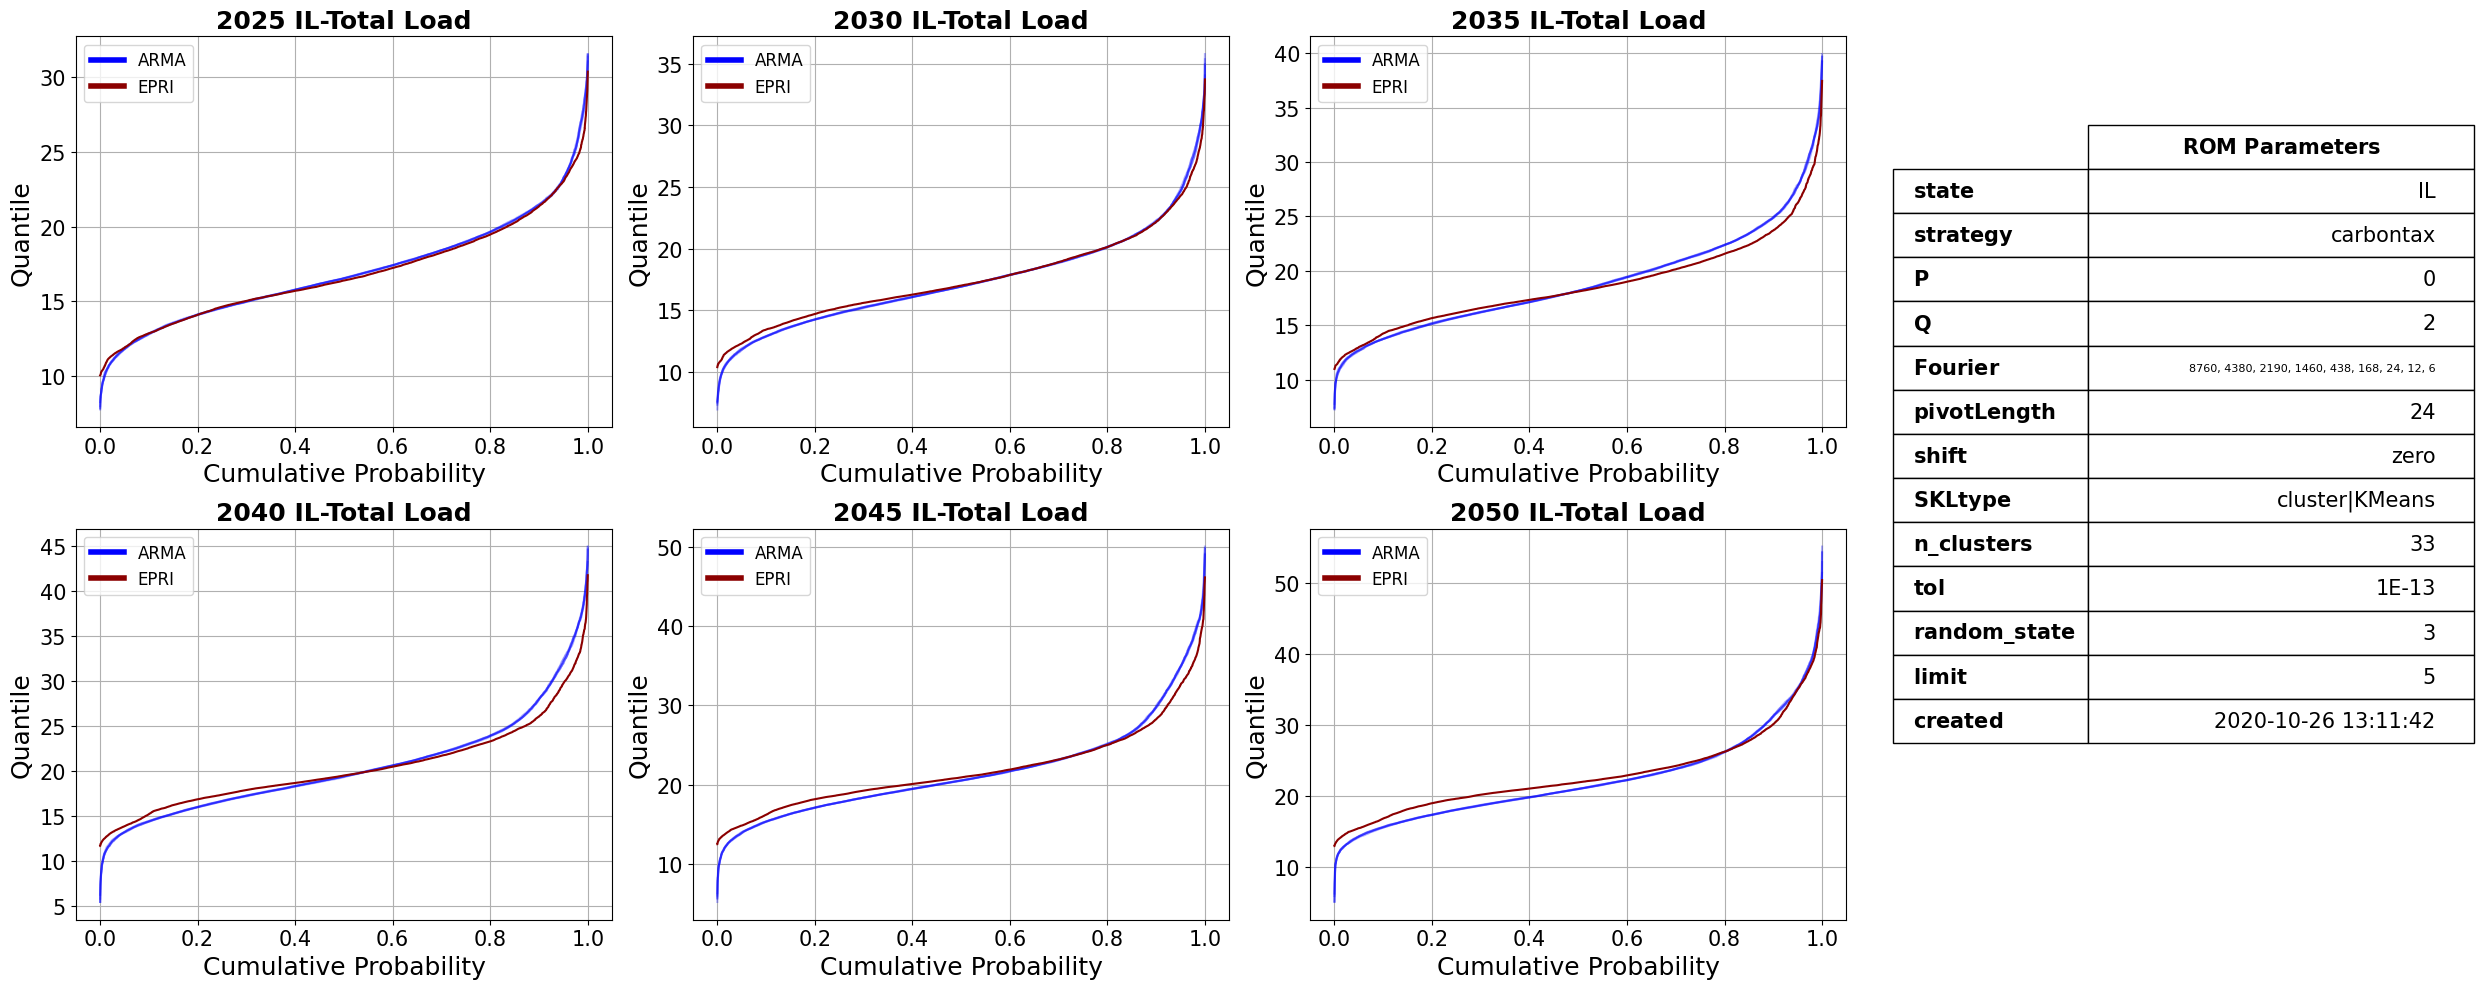 2025 IL-Total Load
ARMA
EPRI
30
25
20
15
10
Quantile
0.0 0.2 0.4 0.6 0.8 1.0
Cumulative Probability
2030 IL-Total Load
ARMA
EPRI
35
30
25
20
15
10
Quantile
0.0 0.2 0.4 0.6 0.8 1.0
Cumulative Probability
2035 IL-Total Load
ARMA
EPRI
40
35
30
25
20
15
10
Quantile
0.0 0.2 0.4 0.6 0.8 1.0
Cumulative Probability
2040 IL-Total Load
ARMA
EPRI
45
40
35
30
25
20
15
10
5
Quantile
0.0 0.2 0.4 0.6 0.8 1.0
Cumulative Probability
2045 IL-Total Load
ARMA
EPRI
50
40
30
20
10
Quantile
0.0 0.2 0.4 0.6 0.8 1.0
Cumulative Probability
2050 IL-Total Load
ARMA
EPRI
50
40
30
20
10
Quantile
0.0 0.2 0.4 0.6 0.8 1.0
Cumulative Probability
ROM Parameters
state IL
strategy carbontax
P 0
Q 2
Fourier 8760, 4380, 2190, 1460, 438, 168, 24, 12, 6
pivotLength 24
shift zero
SKLtype cluster|KMeans
n_clusters 33
tol 1E-13
random_state 3
limit 5
created 2020-10-26 13:11:42